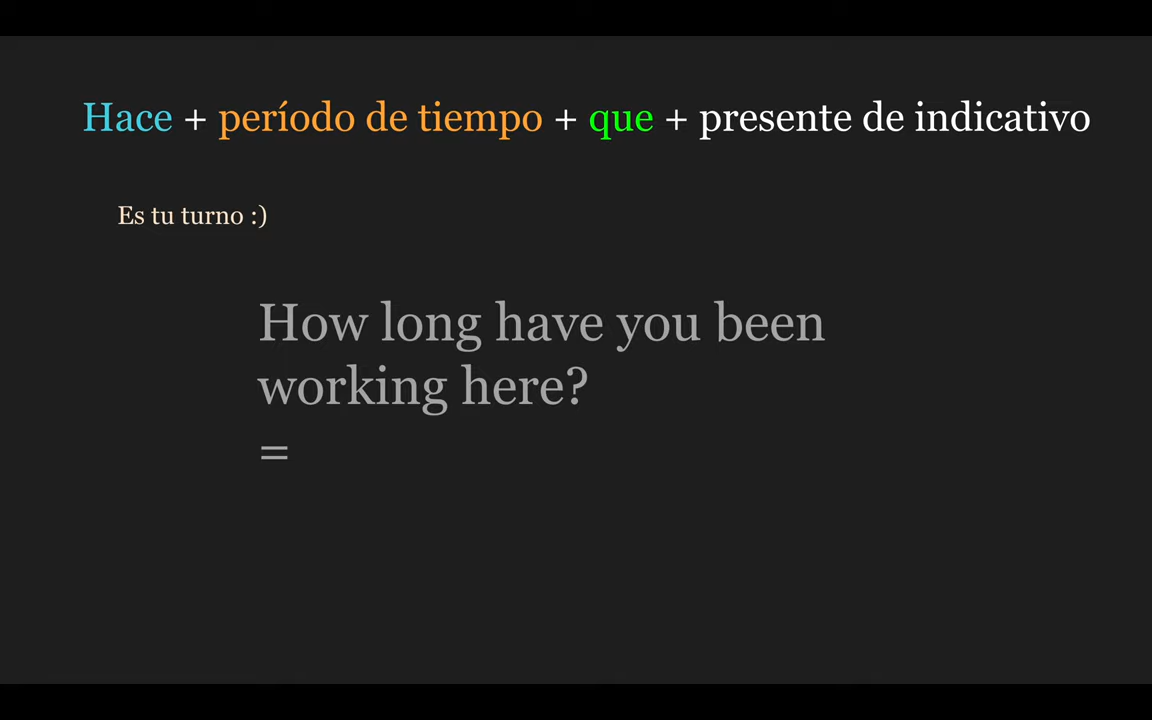 Hace + período de tiempo + que + presente de indicativo
Es tu turno :)
How long have you been
working here?
=